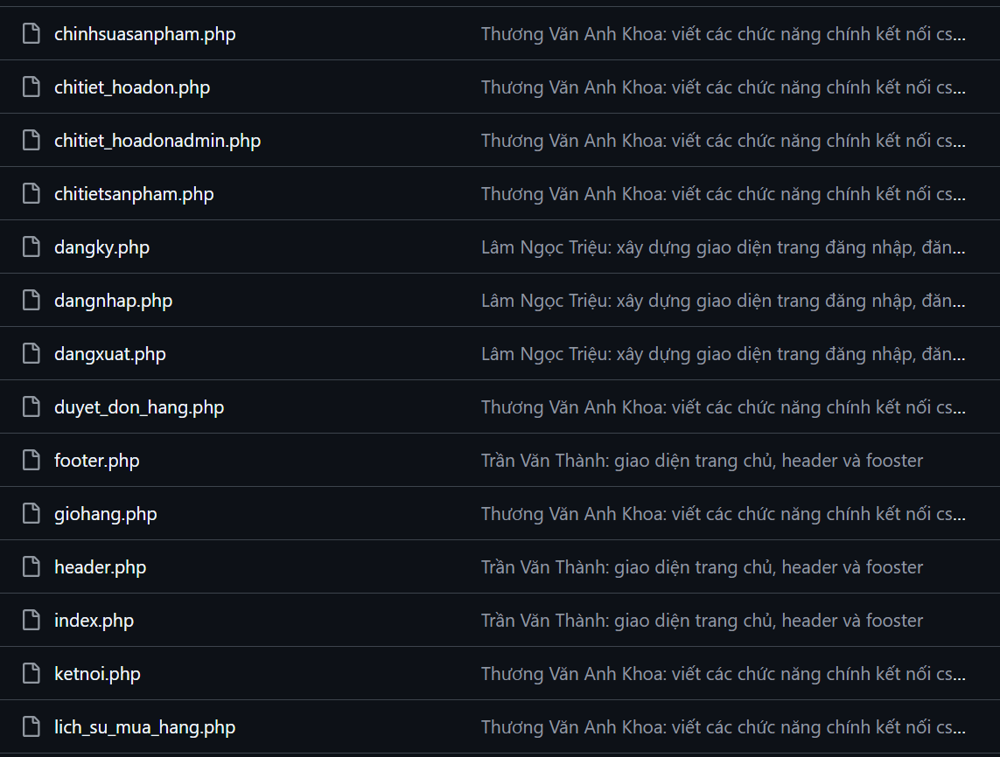 chinhsuasanpham.php Thương Văn Anh Khoa: viết các chức năng chính kết nối cs...
chitiet_hoadon.php Thương Văn Anh Khoa: viết các chức năng chính kết nối cs...
chitiet_hoadonadmin.php Thương Văn Anh Khoa: viết các chức năng chính kết nối cs...
chitietsanpham.php Thương Văn Anh Khoa: viết các chức năng chính kết nối cs...
dangky.php Lâm Ngọc Triệu: xây dựng giao diện trang đăng nhập, đăn...
dangnhap.php Lâm Ngọc Triệu: xây dựng giao diện trang đăng nhập, đăn...
dangxuat.php Lâm Ngọc Triệu: xây dựng giao diện trang đăng nhập, đăn...
duyet_don_hang.php Thương Văn Anh Khoa: viết các chức năng chính kết nối cs...
footer.php Trần Văn Thành: giao diện trang chủ, header và fooster
giohang.php Thương Văn Anh Khoa: viết các chức năng chính kết nối cs...
header.php Trần Văn Thành: giao diện trang chủ, header và fooster
index.php Trần Văn Thành: giao diện trang chủ, header và fooster
ketnoi.php Thương Văn Anh Khoa: viết các chức năng chính kết nối cs...
lich_su_mua_hang.php Thương Văn Anh Khoa: viết các chức năng chính kết nối cs...